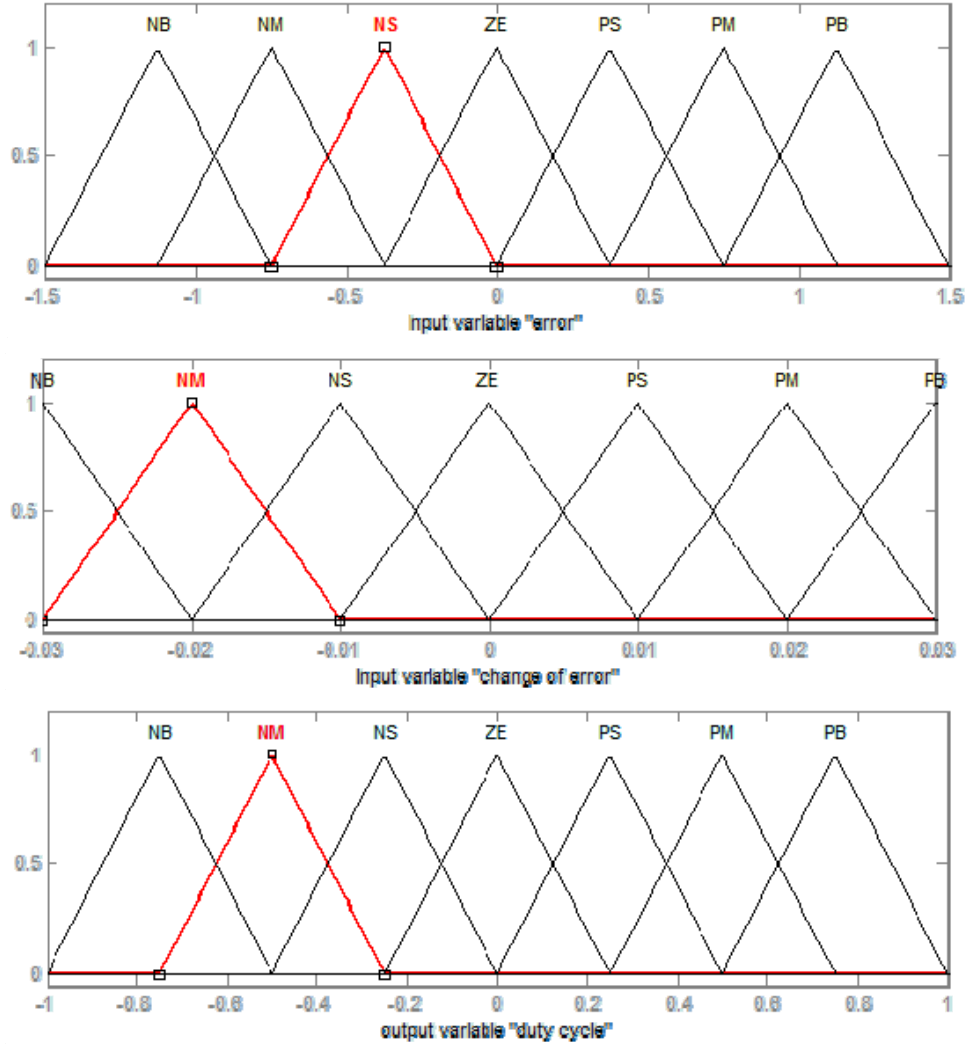 NB NM NS ZE PS PM PB
1
0.5
0
-1.5 -1 -0.5 0 0.5 1 1.5
input variable "error"
NB NM NS ZE PS PM PB
1
0.5
0
-0.03 -0.02 -0.01 0 0.01 0.02 0.03
input variable "change of error"
NB NM NS ZE PS PM PB
1
0.5
0
-1 -0.8 -0.6 -0.4 -0.2 0 0.2 0.4 0.6 0.8 1
output variable "duty cycle"